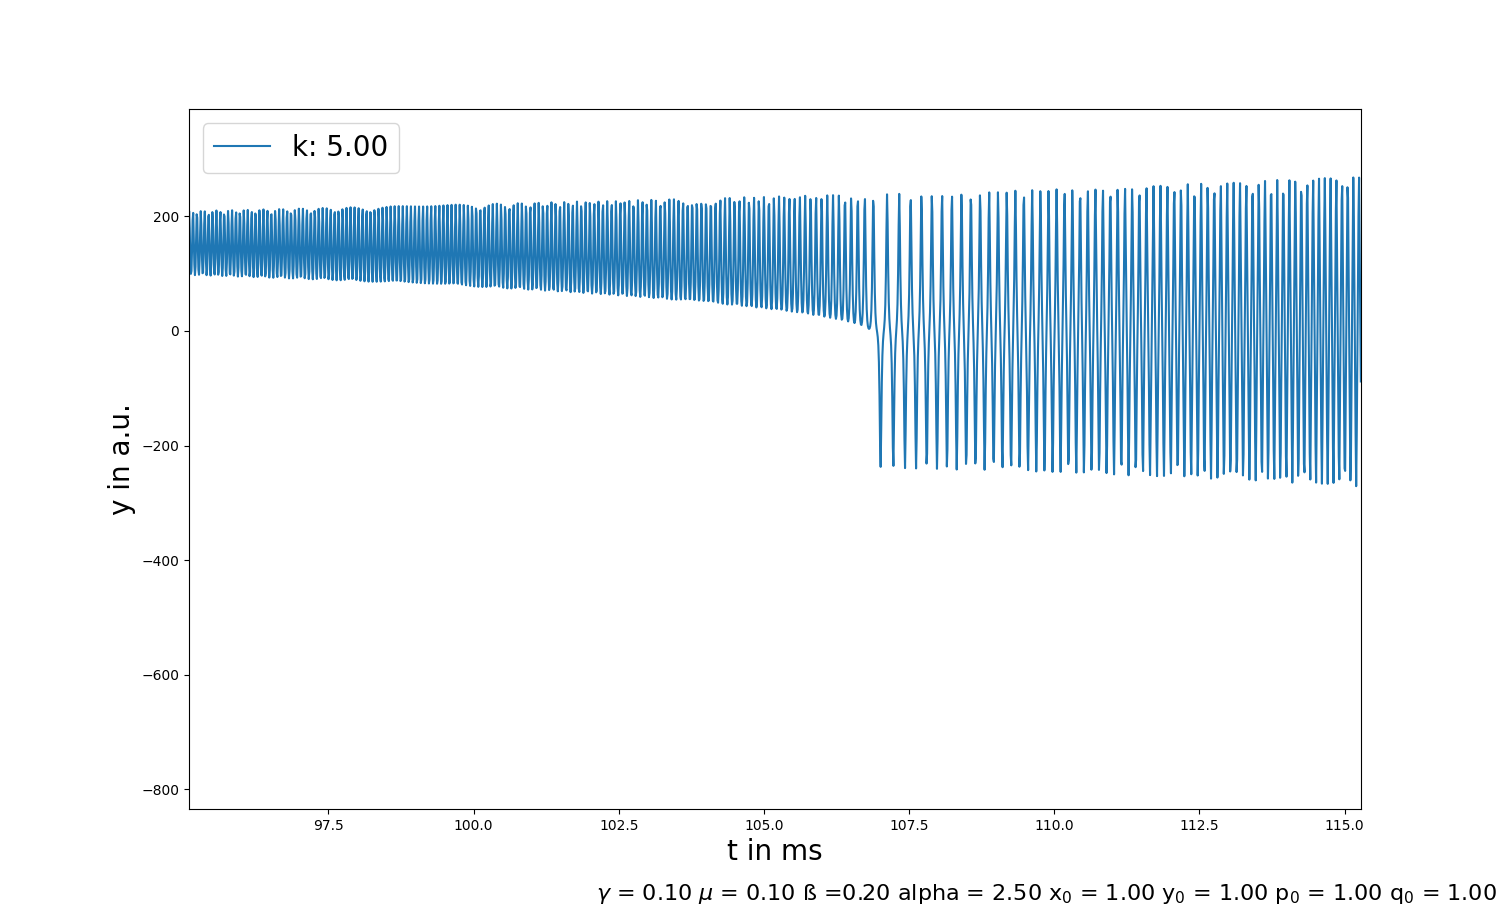 k: 5.00
y in a.u.
200
0
−200
−400
−600
−800
97.5 100.0 102.5 105.0 107.5 110.0 112.5 115.0
t in ms
γ = 0.10 μ = 0.10 ß =0.20 alpha = 2.50 x₀ = 1.00 y₀ = 1.00 p₀ = 1.00 q₀ = 1.00